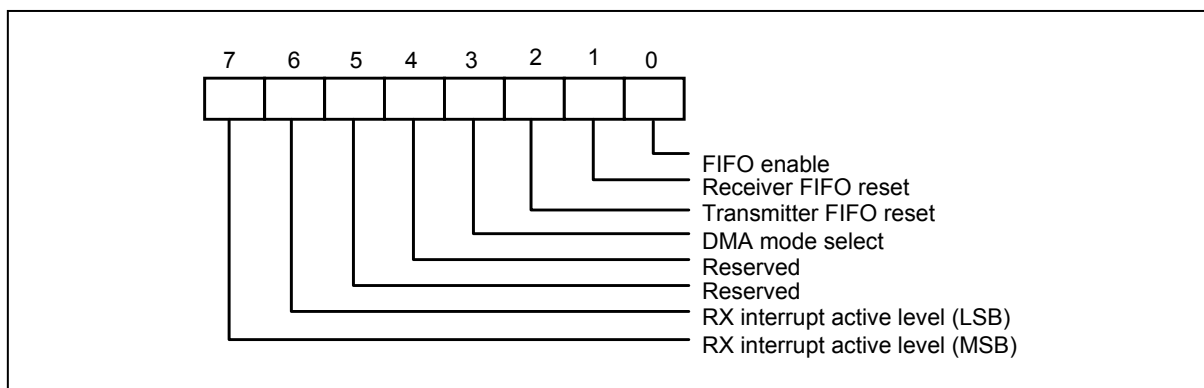 7 6 5 4 3 2 1 0
FIFO enable
Receiver FIFO reset
Transmitter FIFO reset
DMA mode select
Reserved
Reserved
RX interrupt active level (LSB)
RX interrupt active level (MSB)